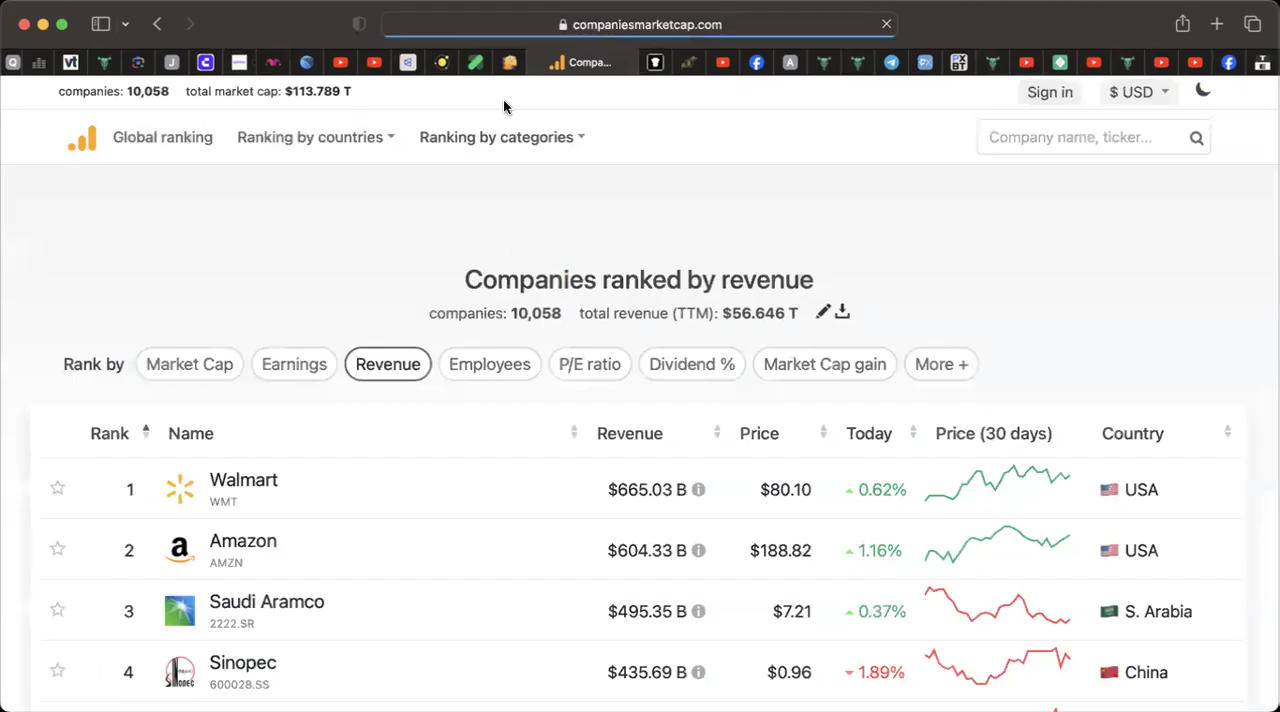 companiesmarketcap.com
Compa...
companies: 10,058 total market cap: $113.789 T
Sign in
$ USD
Global ranking
Ranking by countries
Ranking by categories
Company name, ticker...
Companies ranked by revenue
companies: 10,058 total revenue (TTM): $56.646 T
Rank by Market Cap Earnings Revenue Employees P/E ratio Dividend % Market Cap gain More +
Rank Name Revenue Price Today Price (30 days) Country
1 Walmart $665.03 B $80.10 0.62% USA
WMT
2 Amazon $604.33 B $188.82 1.16% USA
AMZN
3 Saudi Aramco $495.35 B $7.21 0.37% S. Arabia
2222.SR
4 Sinopec $435.69 B $0.96 1.89% China
600028.SS